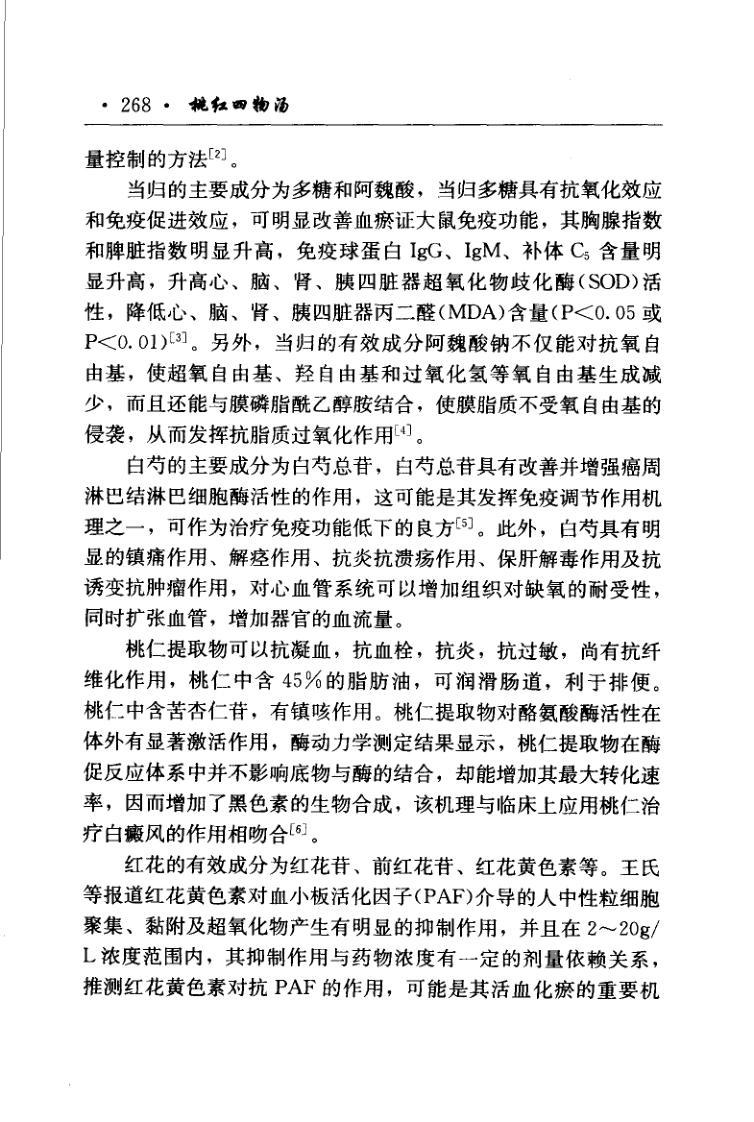 · 268 · 桃红四物汤
量控制的方法[2]。
当归的主要成分为多糖和阿魏酸，当归多糖具有抗氧化效应
和免疫促进效应，可明显改善血瘀证大鼠免疫功能，其胸腺指数
和脾脏指数明显升高，免疫球蛋白 IgG、IgM、补体 C₅ 含量明
显升高，升高心、脑、肾、胰四脏器超氧化物歧化酶(SOD)活
性，降低心、脑、肾、胰四脏器丙二醛(MDA)含量(P<0.05 或
P<0.01)[3]。另外，当归的有效成分阿魏酸钠不仅能对抗氧自
由基，使超氧自由基、羟自由基和过氧化氢等氧自由基生成减
少，而且还能与膜磷脂酰乙醇胺结合，使膜脂质不受氧自由基的
侵袭，从而发挥抗脂质过氧化作用[4]。
白芍的主要成分为白芍总苷，白芍总苷具有改善并增强癌周
淋巴结淋巴细胞酶活性的作用，这可能是其发挥免疫调节作用机
理之一，可作为治疗免疫功能低下的良方[5]。此外，白芍具有明
显的镇痛作用、解痉作用、抗炎抗溃疡作用、保肝解毒作用及抗
诱变抗肿瘤作用，对心血管系统可以增加组织对缺氧的耐受性，
同时扩张血管，增加器官的血流量。
桃仁提取物可以抗凝血，抗血栓，抗炎，抗过敏，尚有抗纤
维化作用，桃仁中含 45%的脂肪油，可润滑肠道，利于排便。
桃仁中含苦杏仁苷，有镇咳作用。桃仁提取物对酪氨酸酶活性在
体外有显著激活作用，酶动力学测定结果显示，桃仁提取物在酶
促反应体系中并不影响底物与酶的结合，却能增加其最大转化速
率，因而增加了黑色素的生物合成，该机理与临床上应用桃仁治
疗白癜风的作用相吻合[6]。
红花的有效成分为红花苷、前红花苷、红花黄色素等。王氏
等报道红花黄色素对血小板活化因子(PAF)介导的人中性粒细胞
聚集、黏附及超氧化物产生有明显的抑制作用，并且在 2～20g/
L 浓度范围内，其抑制作用与药物浓度有一定的剂量依赖关系，
推测红花黄色素对抗 PAF 的作用，可能是其活血化瘀的重要机